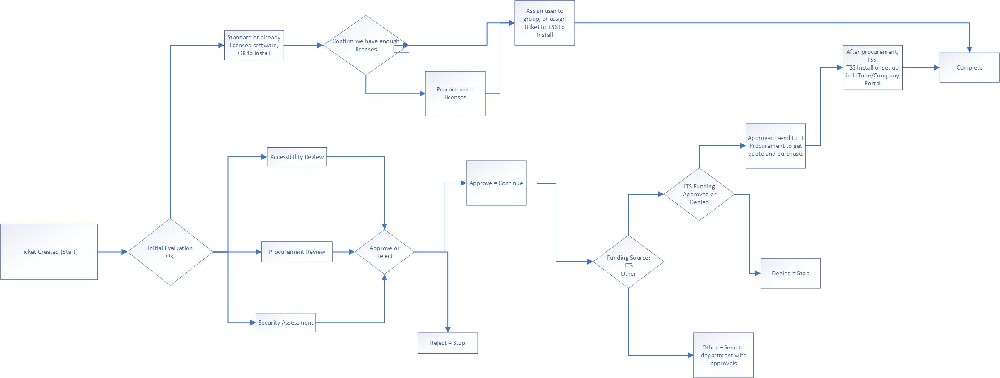 Assign user to
group, or assign
ticket to TSS to
install
Standard or already
licensed software,
OK to install
Confirm we have enough
licenses
Procure more
licenses
After procurement,
TSS:
TSS Install or set up
in InTune/Company
Portal
Complete
Approved: send to IT
Procurement to get
quote and purchase.
Accessibility Review
Approve = Continue
ITS Funding
Approved or
Denied
Ticket Created (Start)
Initial Evaluation
Ok,
Procurement Review
Approve or
Reject
Funding Source:
ITS
Other
Denied = Stop
Security Assessment
Reject = Stop
Other – Send to
department with
approvals